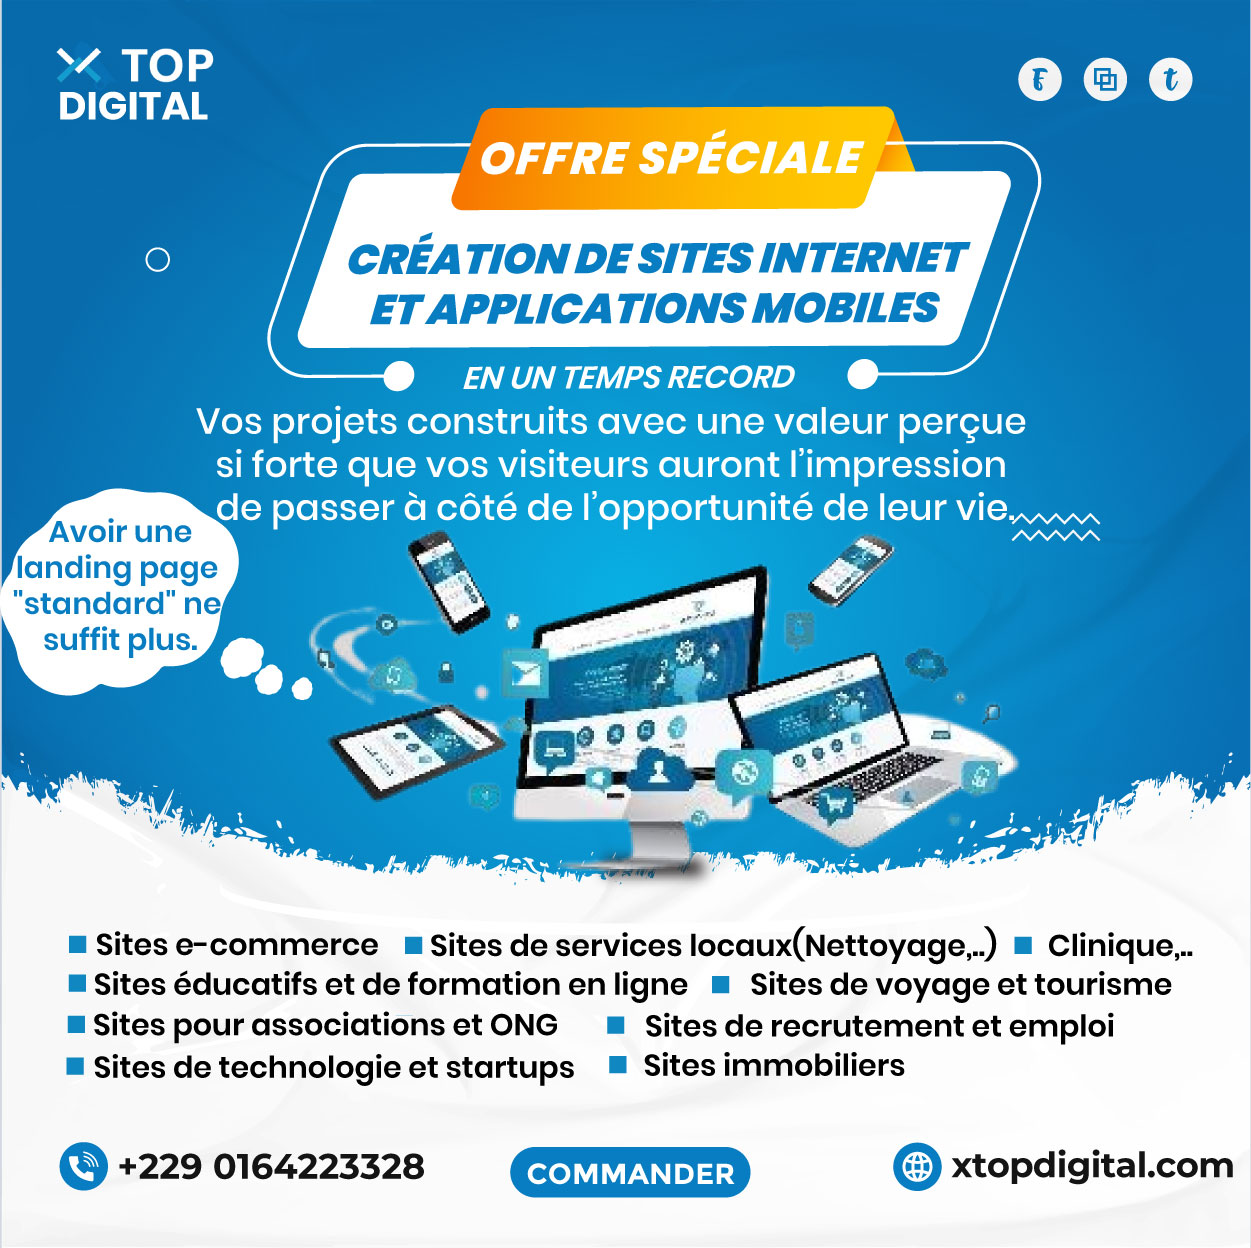 TOP
DIGITAL
OFFRE SPÉCIALE
CRÉATION DE SITES INTERNET
ET APPLICATIONS MOBILES
EN UN TEMPS RECORD
Vos projets construits avec une valeur perçue
si forte que vos visiteurs auront l’impression
de passer à côté de l’opportunité de leur vie.
Avoir une
landing page
"standard" ne
suffit plus.
Sites e-commerce
Sites de services locaux(Nettoyage,..)
Clinique,..
Sites éducatifs et de formation en ligne
Sites de voyage et tourisme
Sites pour associations et ONG
Sites de recrutement et emploi
Sites de technologie et startups
Sites immobiliers
+229 0164223328
COMMANDER
xtopdigital.com